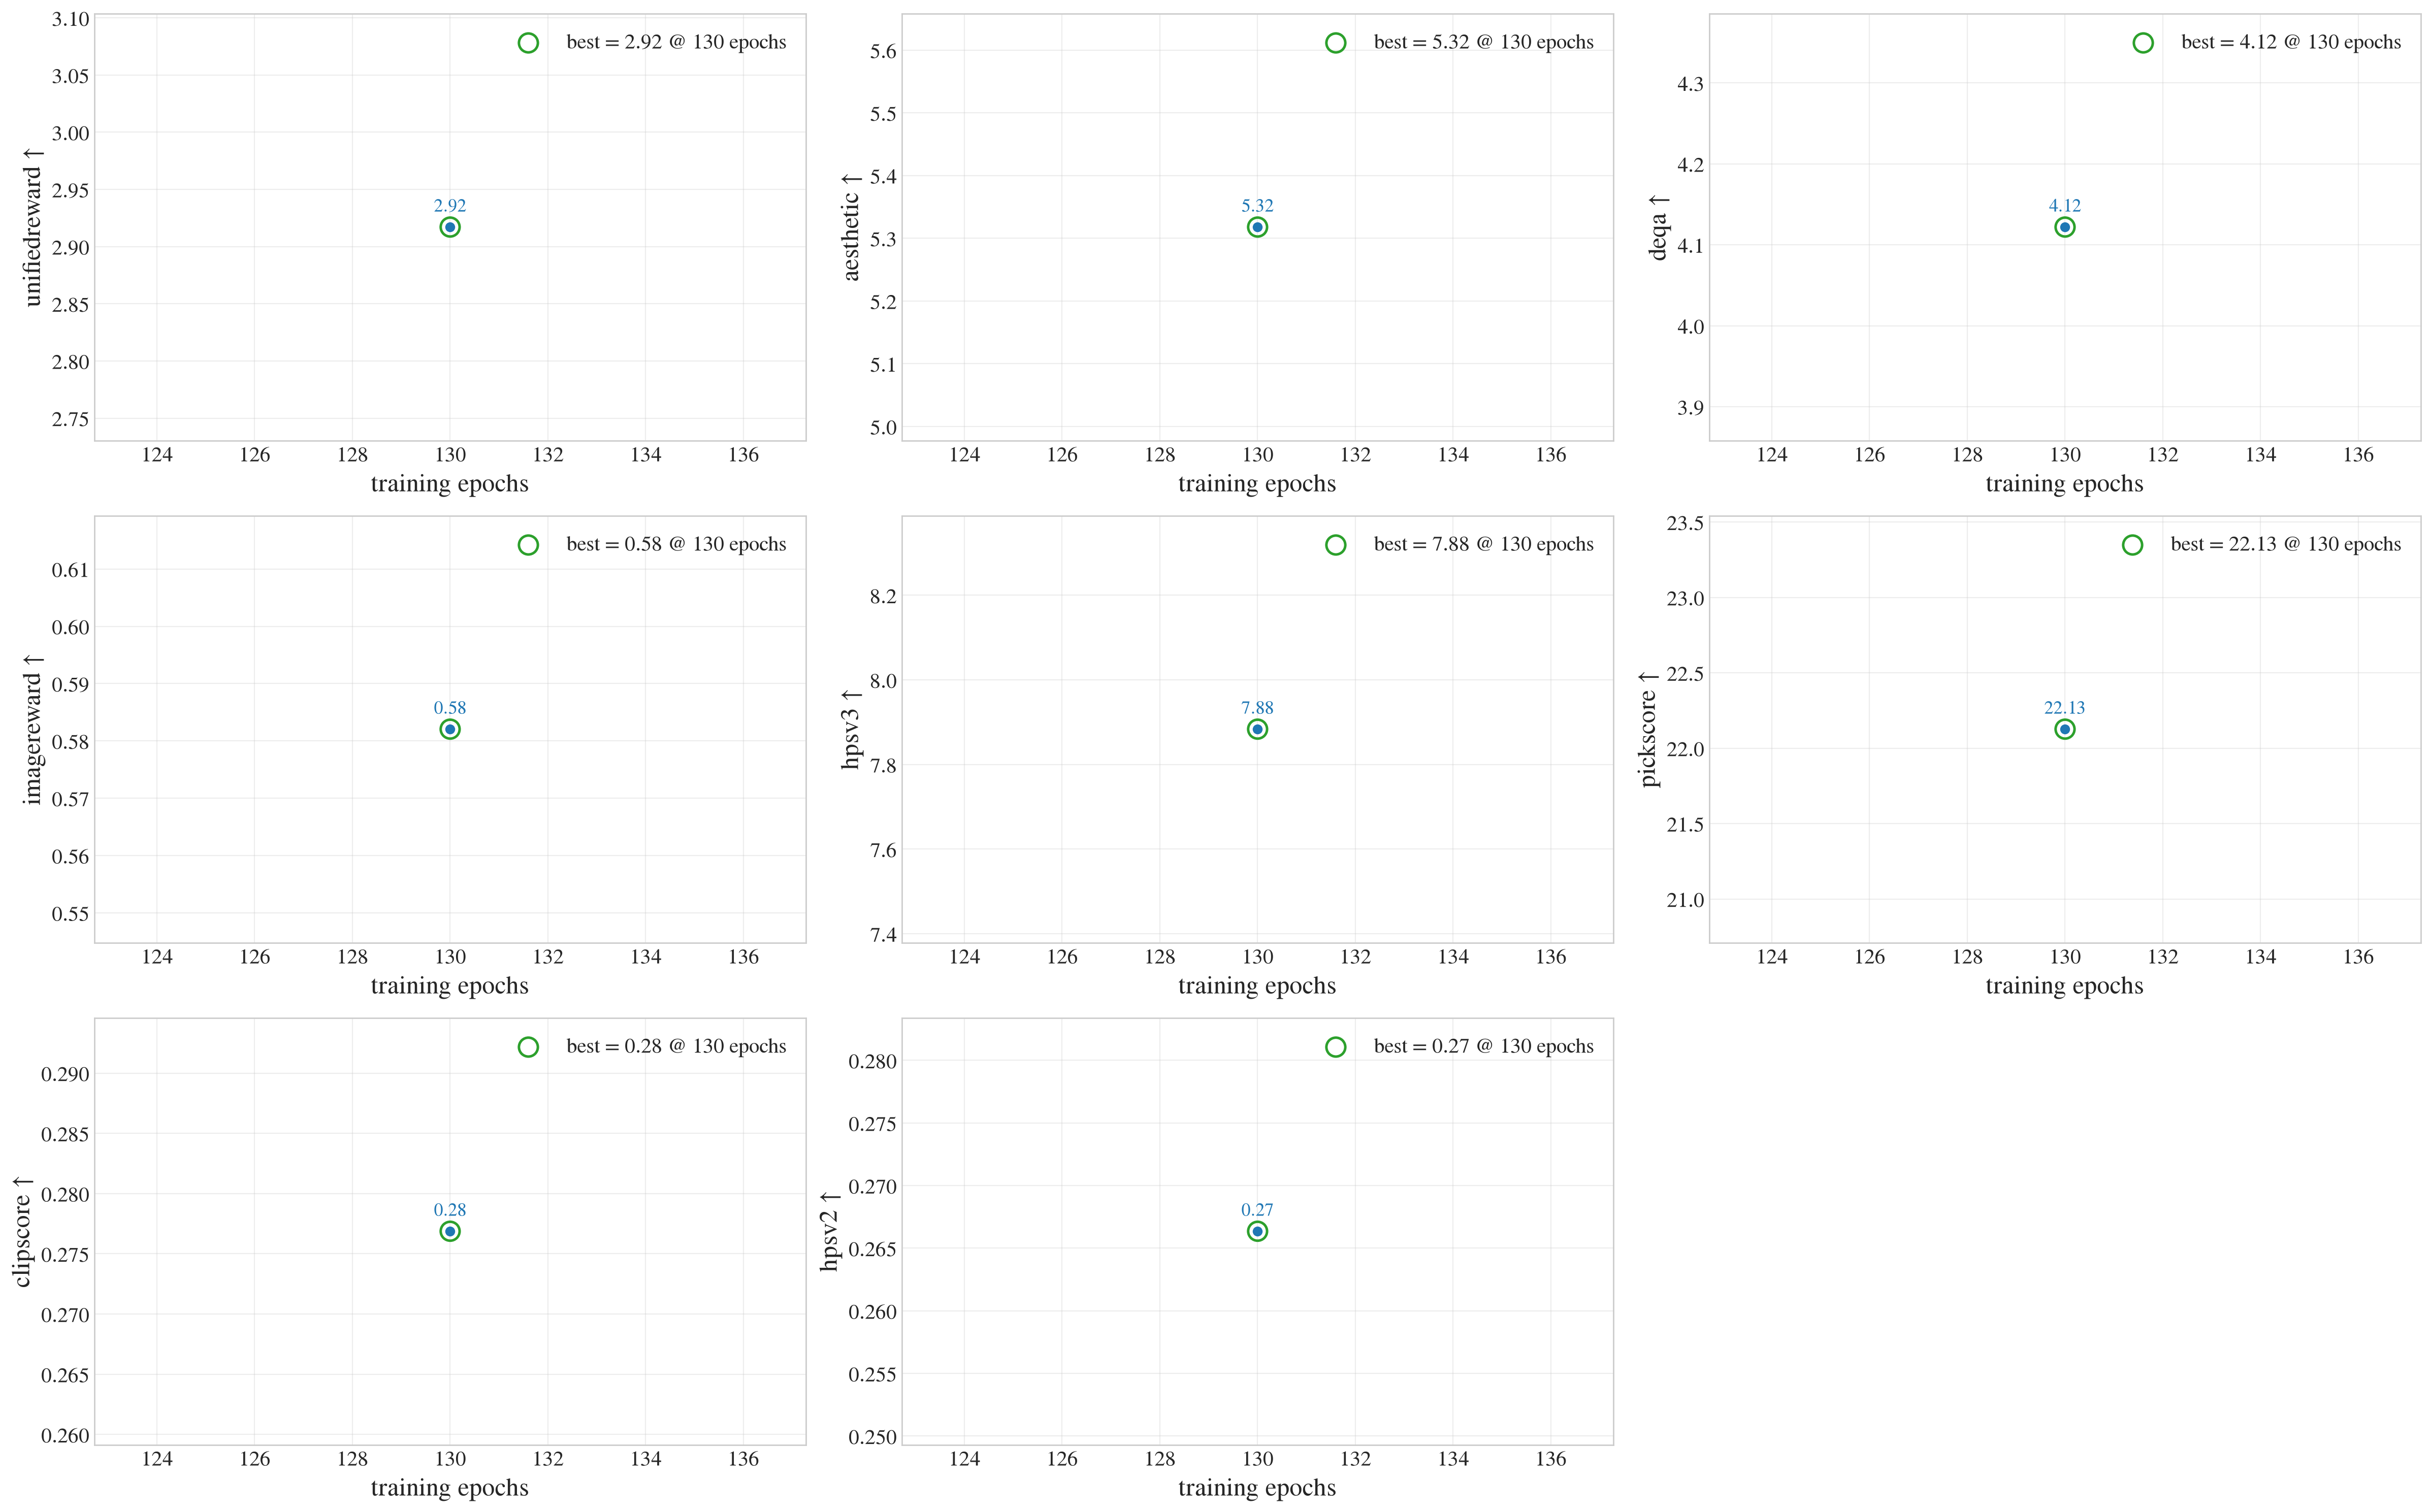 unifiedreward ↑
3.10
3.05
3.00
2.95
2.90
2.85
2.80
2.75
best = 2.92 @ 130 epochs
2.92
124 126 128 130 132 134 136
training epochs
aesthetic ↑
5.6
5.5
5.4
5.3
5.2
5.1
5.0
best = 5.32 @ 130 epochs
5.32
124 126 128 130 132 134 136
training epochs
deqa ↑
4.3
4.2
4.1
4.0
3.9
best = 4.12 @ 130 epochs
4.12
124 126 128 130 132 134 136
training epochs
imagereward ↑
0.61
0.60
0.59
0.58
0.57
0.56
0.55
best = 0.58 @ 130 epochs
0.58
124 126 128 130 132 134 136
training epochs
hpsv3 ↑
8.2
8.0
7.8
7.6
7.4
best = 7.88 @ 130 epochs
7.88
124 126 128 130 132 134 136
training epochs
pickscore ↑
23.5
23.0
22.5
22.0
21.5
21.0
best = 22.13 @ 130 epochs
22.13
124 126 128 130 132 134 136
training epochs
clipscore ↑
0.290
0.285
0.280
0.275
0.270
0.265
0.260
best = 0.28 @ 130 epochs
0.28
124 126 128 130 132 134 136
training epochs
hpsv2 ↑
0.280
0.275
0.270
0.265
0.260
0.255
0.250
best = 0.27 @ 130 epochs
0.27
124 126 128 130 132 134 136
training epochs